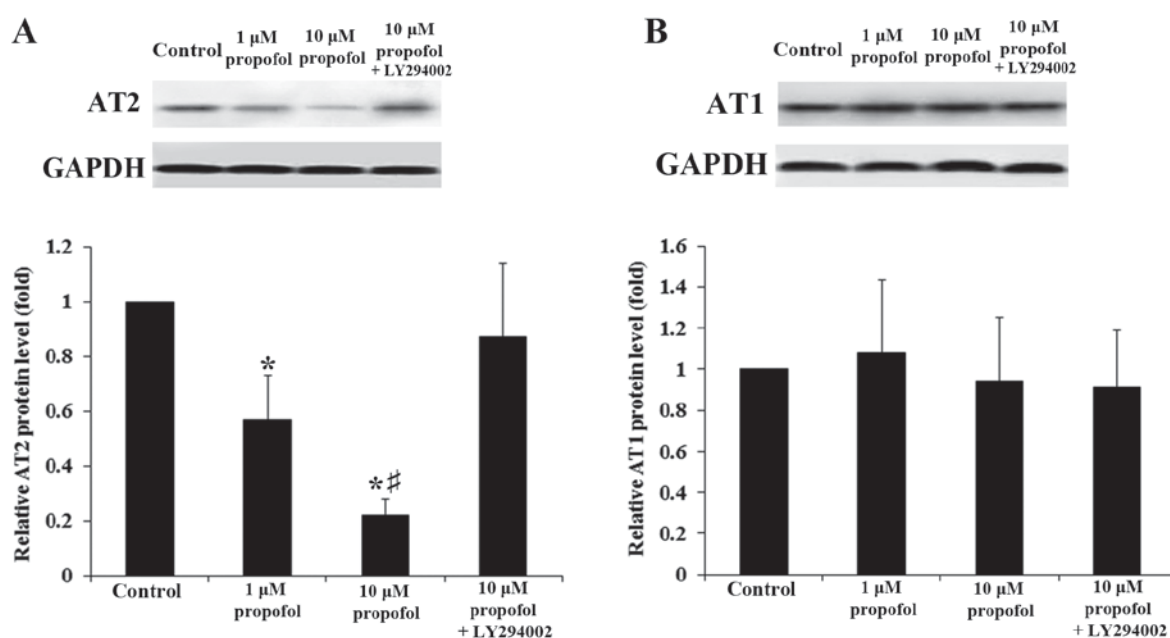 A
Control
1 µM
propofol
10 µM
propofol
10 µM
propofol
+ LY294002
AT2
GAPDH
Relative AT2 protein level (fold)
1.2
1
0.8
0.6
0.4
0.2
0
*
*#
Control
1 µM
propofol
10 µM
propofol
10 µM
propofol
+ LY294002
B
Control
1 µM
propofol
10 µM
propofol
10 µM
propofol
+ LY294002
AT1
GAPDH
Relative AT1 protein level (fold)
1.6
1.4
1.2
1
0.8
0.6
0.4
0.2
0
Control
1 µM
propofol
10 µM
propofol
10 µM
propofol
+ LY294002